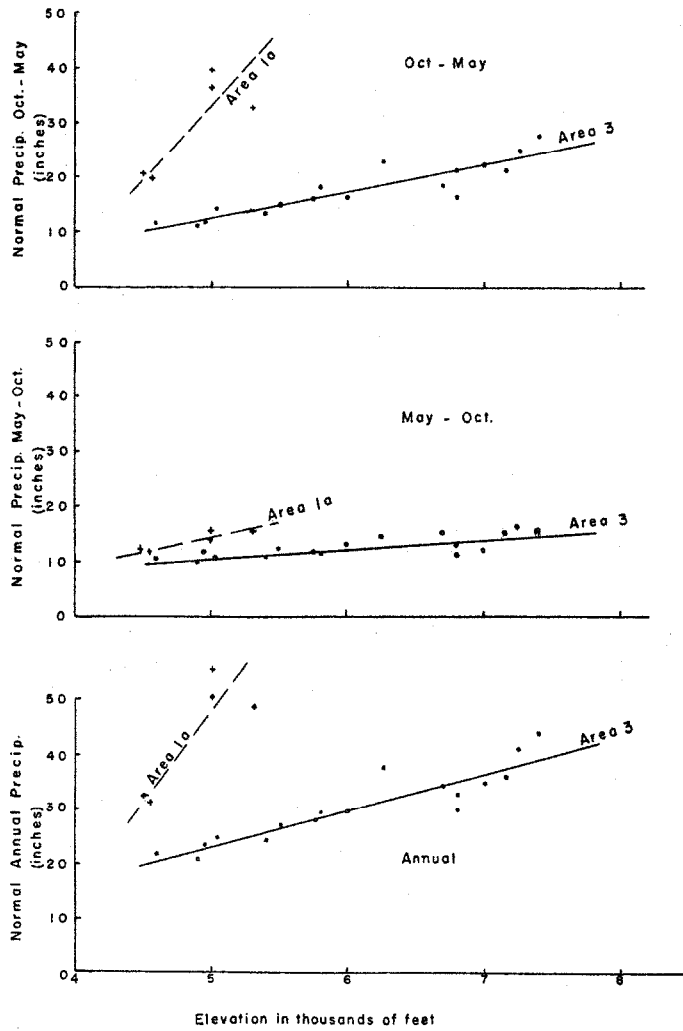 50
40
30
20
10
0
Normal Precip. Oct.-May
(inches)
Oct - May
Area 1a
Area 3
50
40
30
20
10
0
Normal Precip. May-Oct.
(inches)
May - Oct.
Area 1a
Area 3
50
40
30
20
10
0
Normal Annual Precip.
(inches)
Area 1a
Area 3
Annual
4
5
6
7
8
Elevation in thousands of feet